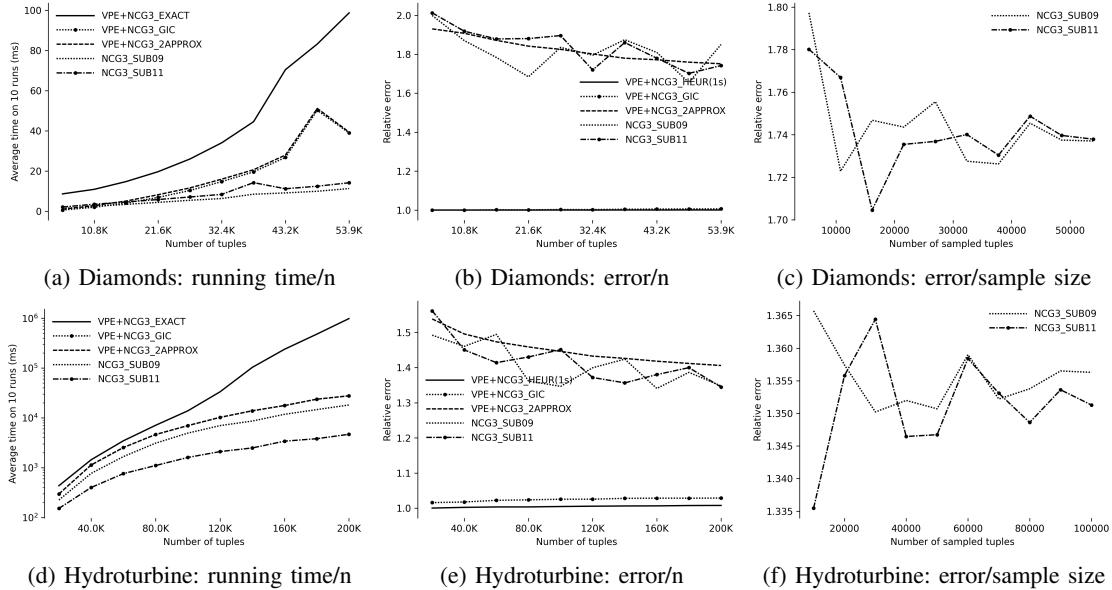 100
80
60
40
20
0
Average time on 10 runs (ms)
VPE+NCG3_EXACT
VPE+NCG3_GIC
VPE+NCG3_2APPROX
NCG3_SUB09
NCG3_SUB11
10.8K 21.6K 32.4K 43.2K 53.9K
Number of tuples
(a) Diamonds: running time/n
2.0
1.8
1.6
1.4
1.2
1.0
Relative error
VPE+NCG3_HEUR(1s)
VPE+NCG3_GIC
VPE+NCG3_2APPROX
NCG3_SUB09
NCG3_SUB11
10.8K 21.6K 32.4K 43.2K 53.9K
Number of tuples
(b) Diamonds: error/n
1.80
1.78
1.76
1.74
1.72
1.70
Relative error
NCG3_SUB09
NCG3_SUB11
10000 20000 30000 40000 50000
Number of sampled tuples
(c) Diamonds: error/sample size
10^6
10^5
10^4
10^3
10^2
Average time on 10 runs (ms)
VPE+NCG3_EXACT
VPE+NCG3_GIC
VPE+NCG3_2APPROX
NCG3_SUB09
NCG3_SUB11
40.0K 80.0K 120K 160K 200K
Number of tuples
(d) Hydroturbine: running time/n
1.5
1.4
1.3
1.2
1.1
1.0
Relative error
VPE+NCG3_HEUR(1s)
VPE+NCG3_GIC
VPE+NCG3_2APPROX
NCG3_SUB09
NCG3_SUB11
40.0K 80.0K 120K 160K 200K
Number of tuples
(e) Hydroturbine: error/n
1.365
1.360
1.355
1.350
1.345
1.340
1.335
Relative error
NCG3_SUB09
NCG3_SUB11
20000 40000 60000 80000 100000
Number of sampled tuples
(f) Hydroturbine: error/sample size